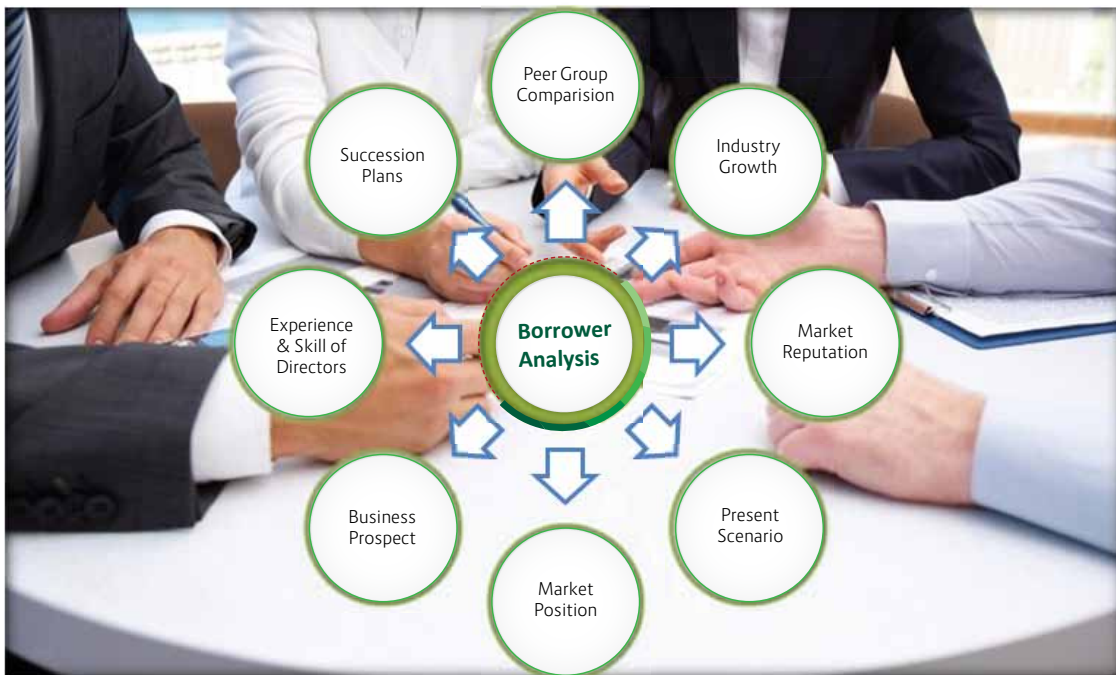 Peer Group
Comparision
Industry
Growth
Market
Reputation
Present
Scenario
Market
Position
Business
Prospect
Experience
& Skill of
Directors
Succession
Plans
Borrower
Analysis